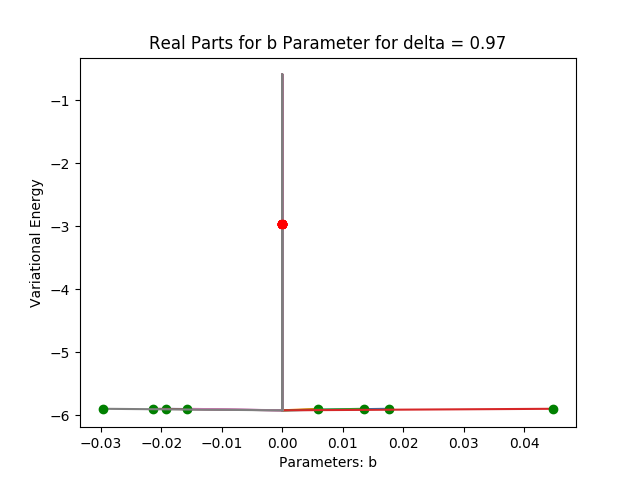 Real Parts for b Parameter for delta = 0.97
−1
−2
−3
−4
−5
−6
Variational Energy
−0.03 −0.02 −0.01 0.00 0.01 0.02 0.03 0.04
Parameters: b